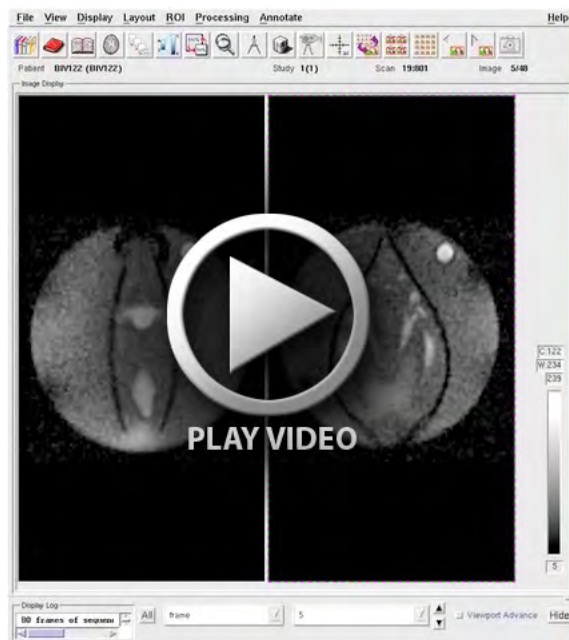 File View Display Layout ROI Processing Annotate Help
Patient BIV122 (BIV122) Study 1(1) Scan 19:801 Image 5/48
Image Display
PLAY VIDEO
C:122
W:234
239
5
Display Log
80 frames of sequen
All frame 5 Viewport Advance Hide